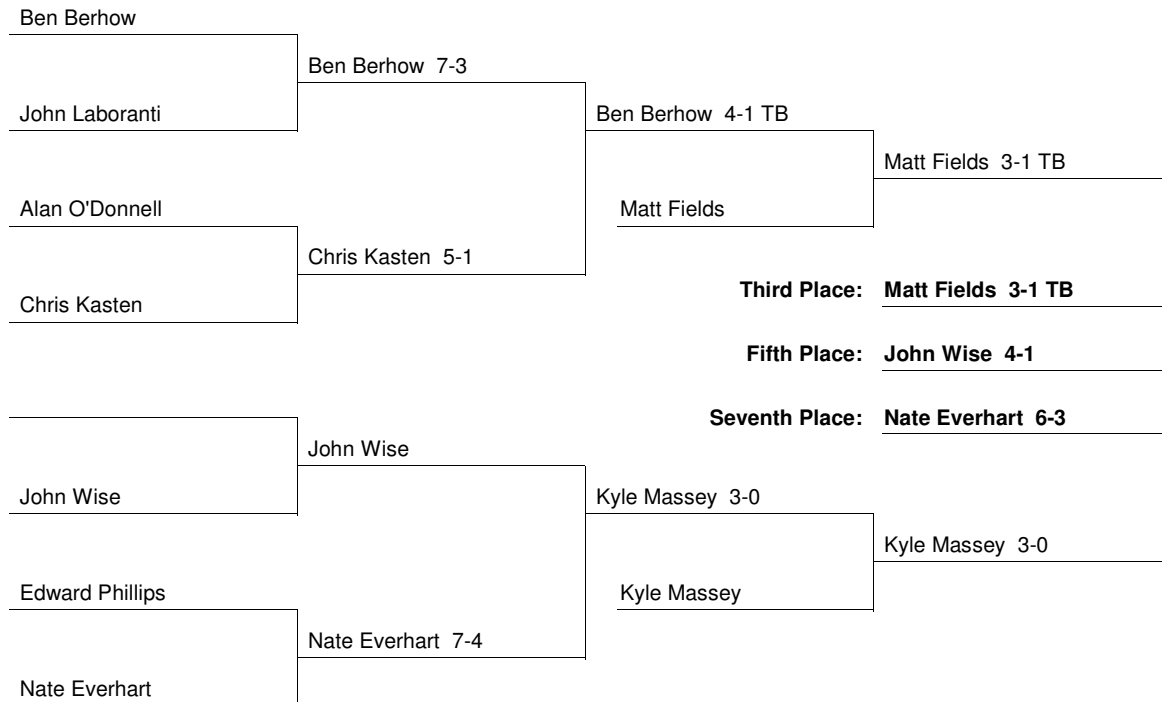 Ben Berhow
Ben Berhow 7-3
John Laboranti
Ben Berhow 4-1 TB
Matt Fields 3-1 TB
Alan O'Donnell
Matt Fields
Chris Kasten 5-1
Chris Kasten
Third Place: Matt Fields 3-1 TB
Fifth Place: John Wise 4-1
Seventh Place: Nate Everhart 6-3
John Wise
John Wise
Kyle Massey 3-0
Kyle Massey 3-0
Edward Phillips
Kyle Massey
Nate Everhart 7-4
Nate Everhart